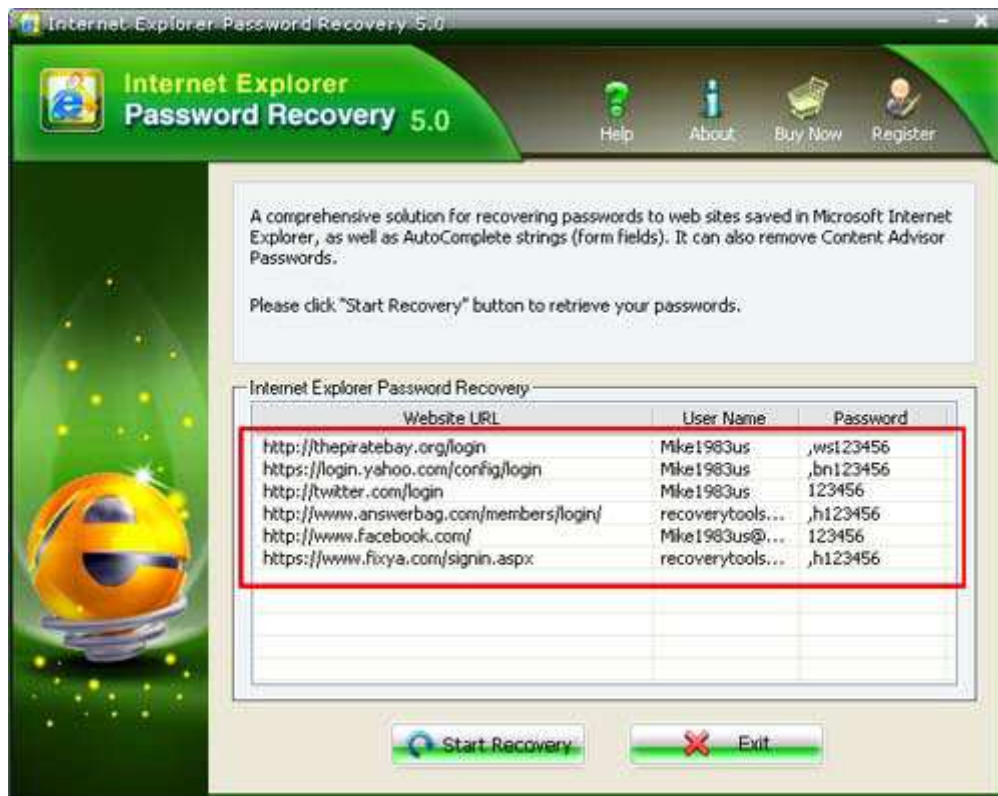 Internet Explorer Password Recovery 5.0
Internet Explorer
Password Recovery 5.0
Help About Buy Now Register
A comprehensive solution for recovering passwords to web sites saved in Microsoft Internet
Explorer, as well as AutoComplete strings (form fields). It can also remove Content Advisor
Passwords.
Please click "Start Recovery" button to retrieve your passwords.
Internet Explorer Password Recovery
Website URL User Name Password
http://thepiratebay.org/login Mike1983us ,ws123456
https://login.yahoo.com/config/login Mike1983us ,bn123456
http://twitter.com/login Mike1983us 123456
http://www.answerbag.com/members/login/ recoverytools... ,h123456
http://www.facebook.com/ Mike1983us@... 123456
https://www.fixya.com/signin.aspx recoverytools... ,h123456
Start Recovery Exit